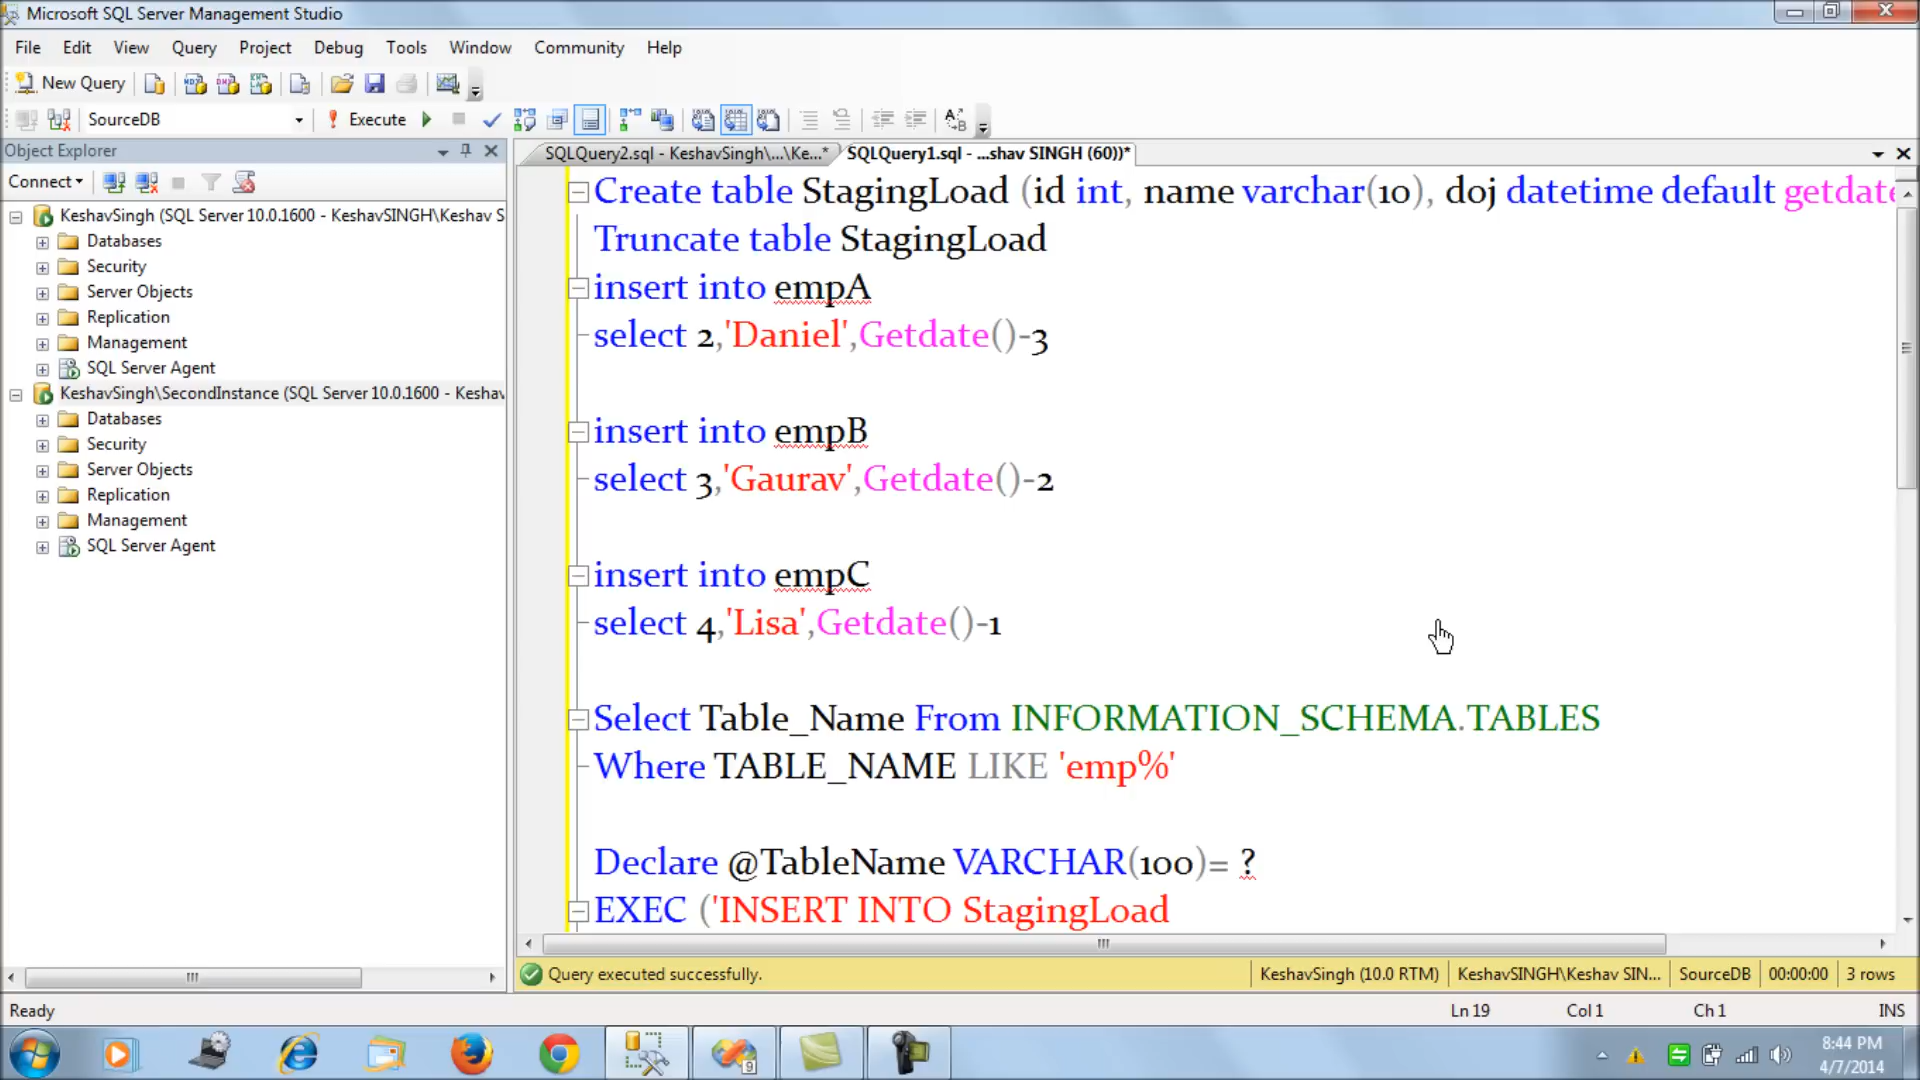 Microsoft SQL Server Management Studio
File Edit View Query Project Debug Tools Window Community Help
New Query
SourceDB Execute
Object Explorer
Connect
KeshavSingh (SQL Server 10.0.1600 - KeshavSINGH\Keshav S
Databases
Security
Server Objects
Replication
Management
SQL Server Agent
KeshavSingh\SecondInstance (SQL Server 10.0.1600 - Keshav
Databases
Security
Server Objects
Replication
Management
SQL Server Agent
SQLQuery2.sql - KeshavSingh\...\Ke...* SQLQuery1.sql - ...shav SINGH (60))*
Create table StagingLoad (id int, name varchar(10), doj datetime default getdate
Truncate table StagingLoad
insert into empA
select 2,'Daniel',Getdate()-3
insert into empB
select 3,'Gaurav',Getdate()-2
insert into empC
select 4,'Lisa',Getdate()-1
Select Table_Name From INFORMATION_SCHEMA.TABLES
Where TABLE_NAME LIKE 'emp%'
Declare @TableName VARCHAR(100)= ?
EXEC ('INSERT INTO StagingLoad
Query executed successfully. KeshavSingh (10.0 RTM) KeshavSINGH\Keshav SIN... SourceDB 00:00:00 3 rows
Ready Ln 19 Col 1 Ch 1 INS
9
8:44 PM
4/7/2014